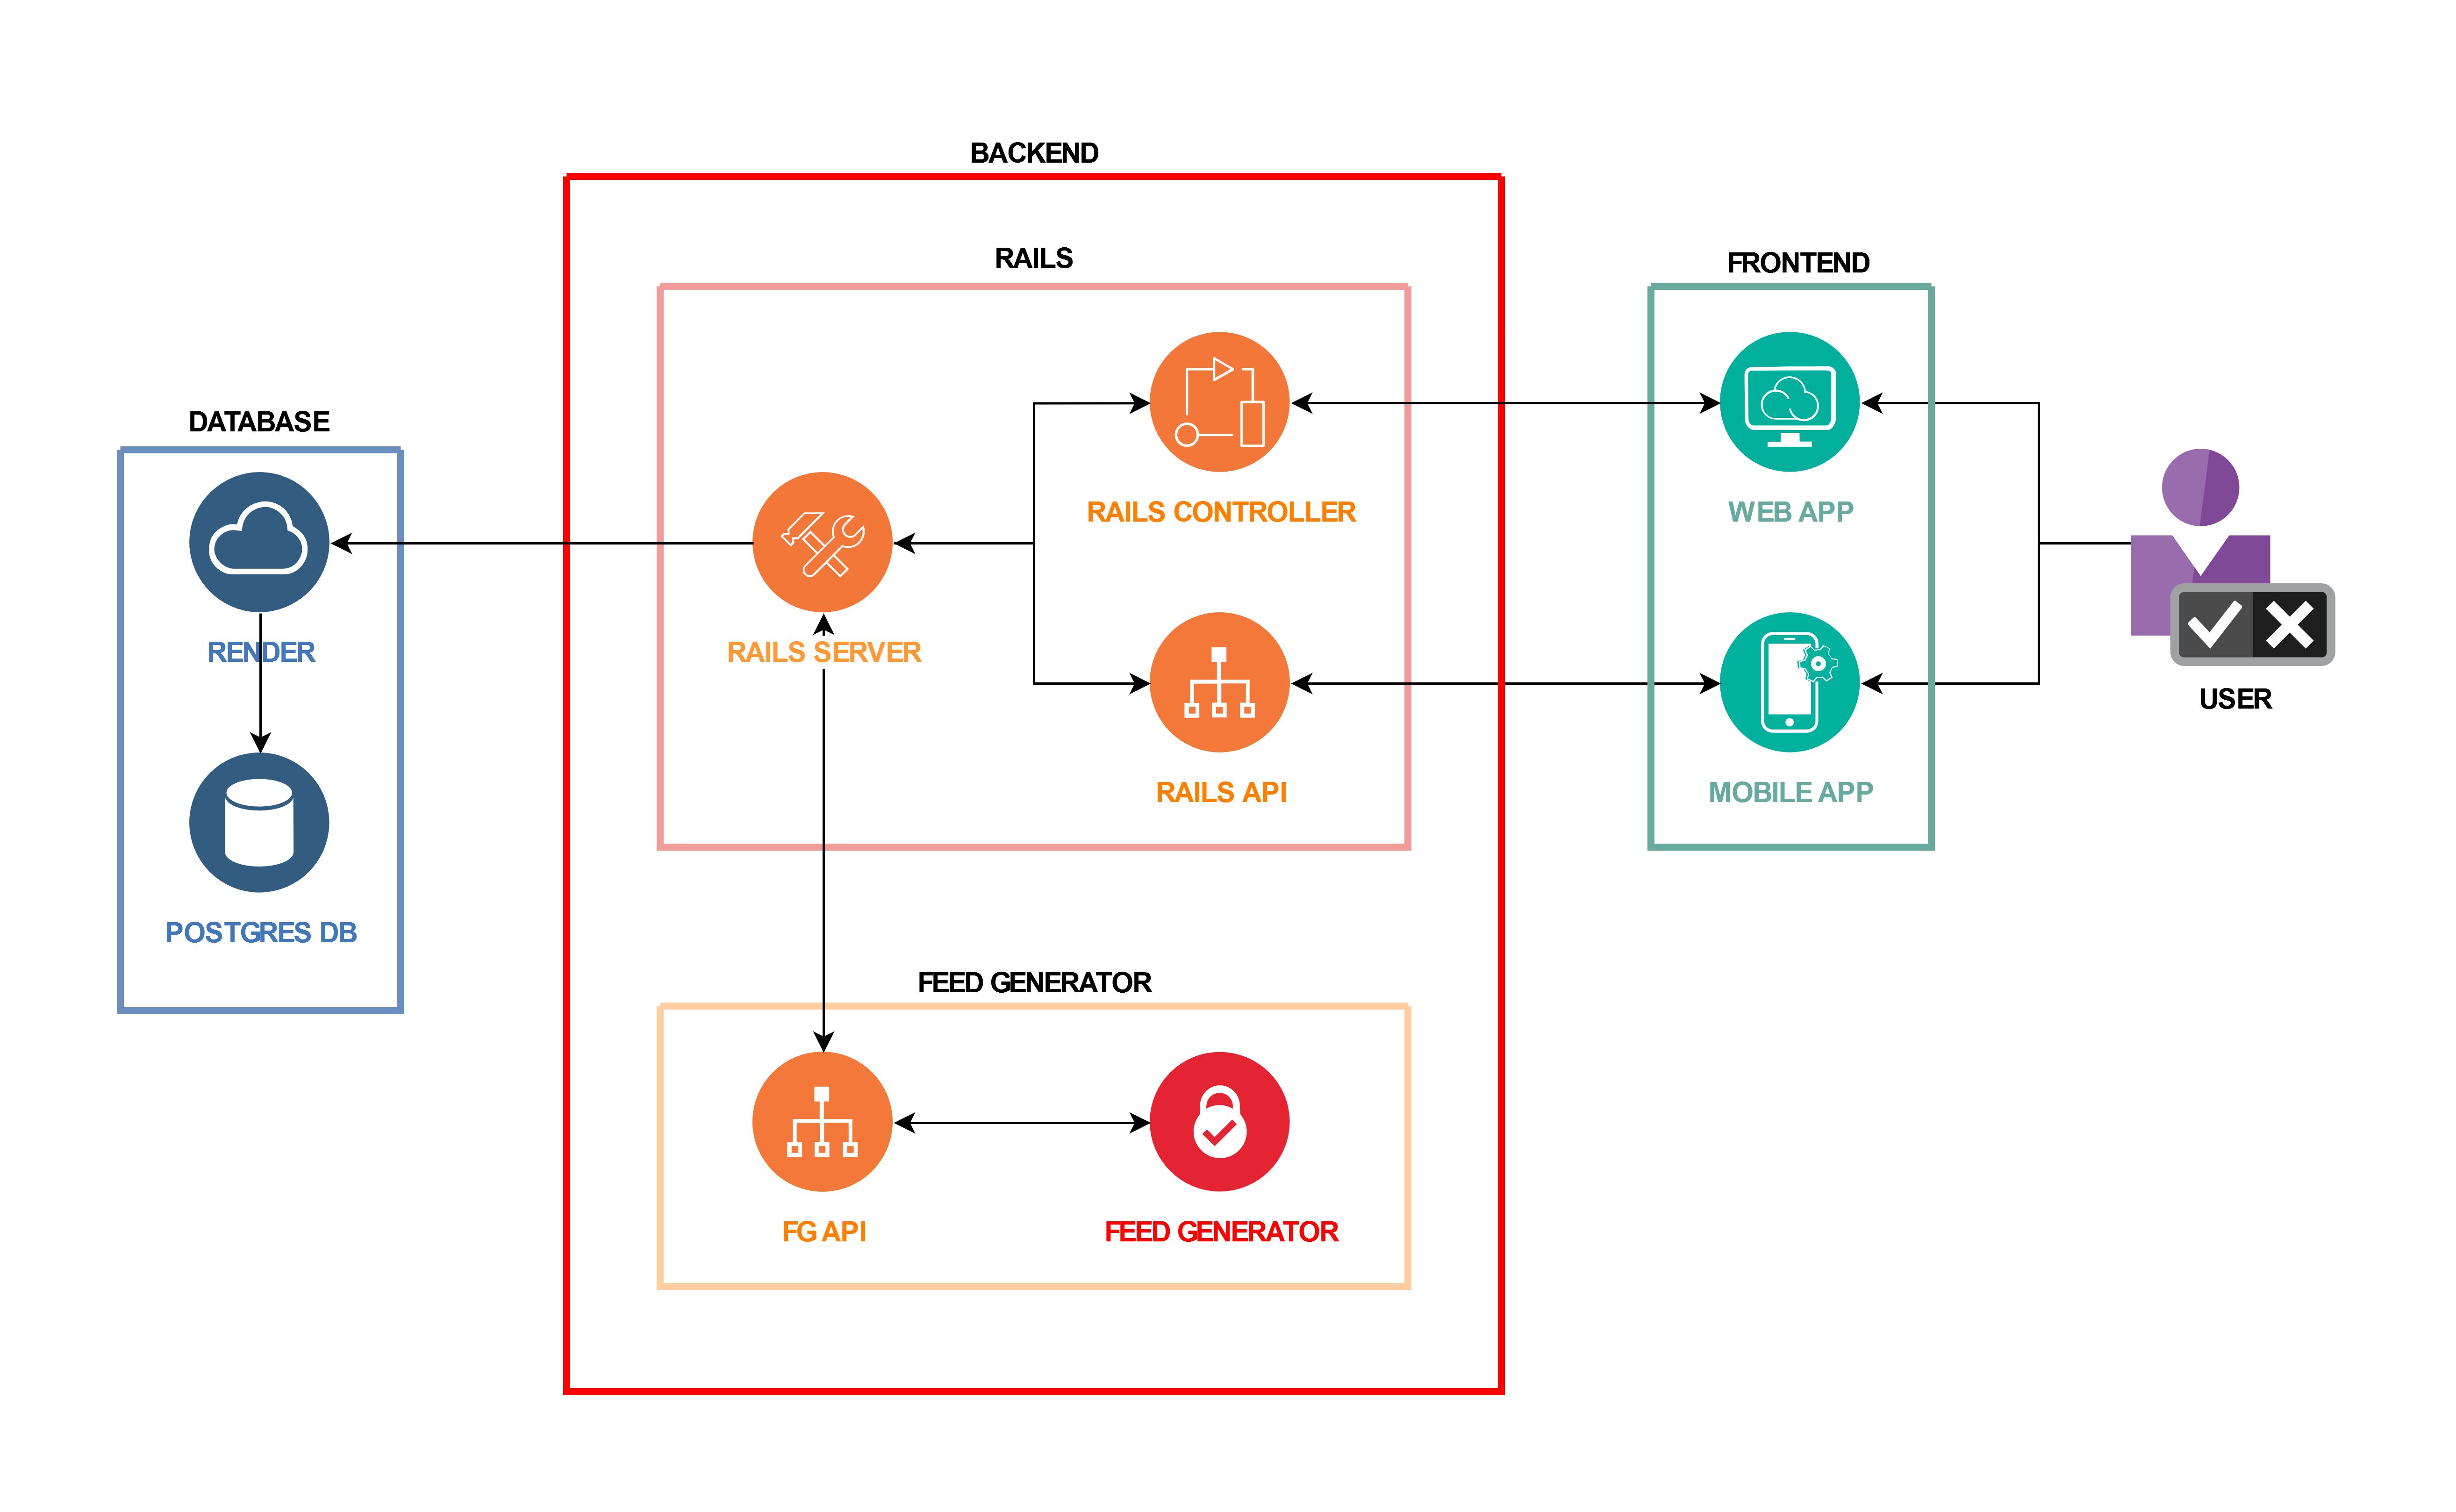 BACKEND
RAILS
FRONTEND
DATABASE
RAILS CONTROLLER
WEB APP
RENDER
RAILS SERVER
USER
RAILS API
MOBILE APP
POSTGRES DB
FEED GENERATOR
FG API
FEED GENERATOR